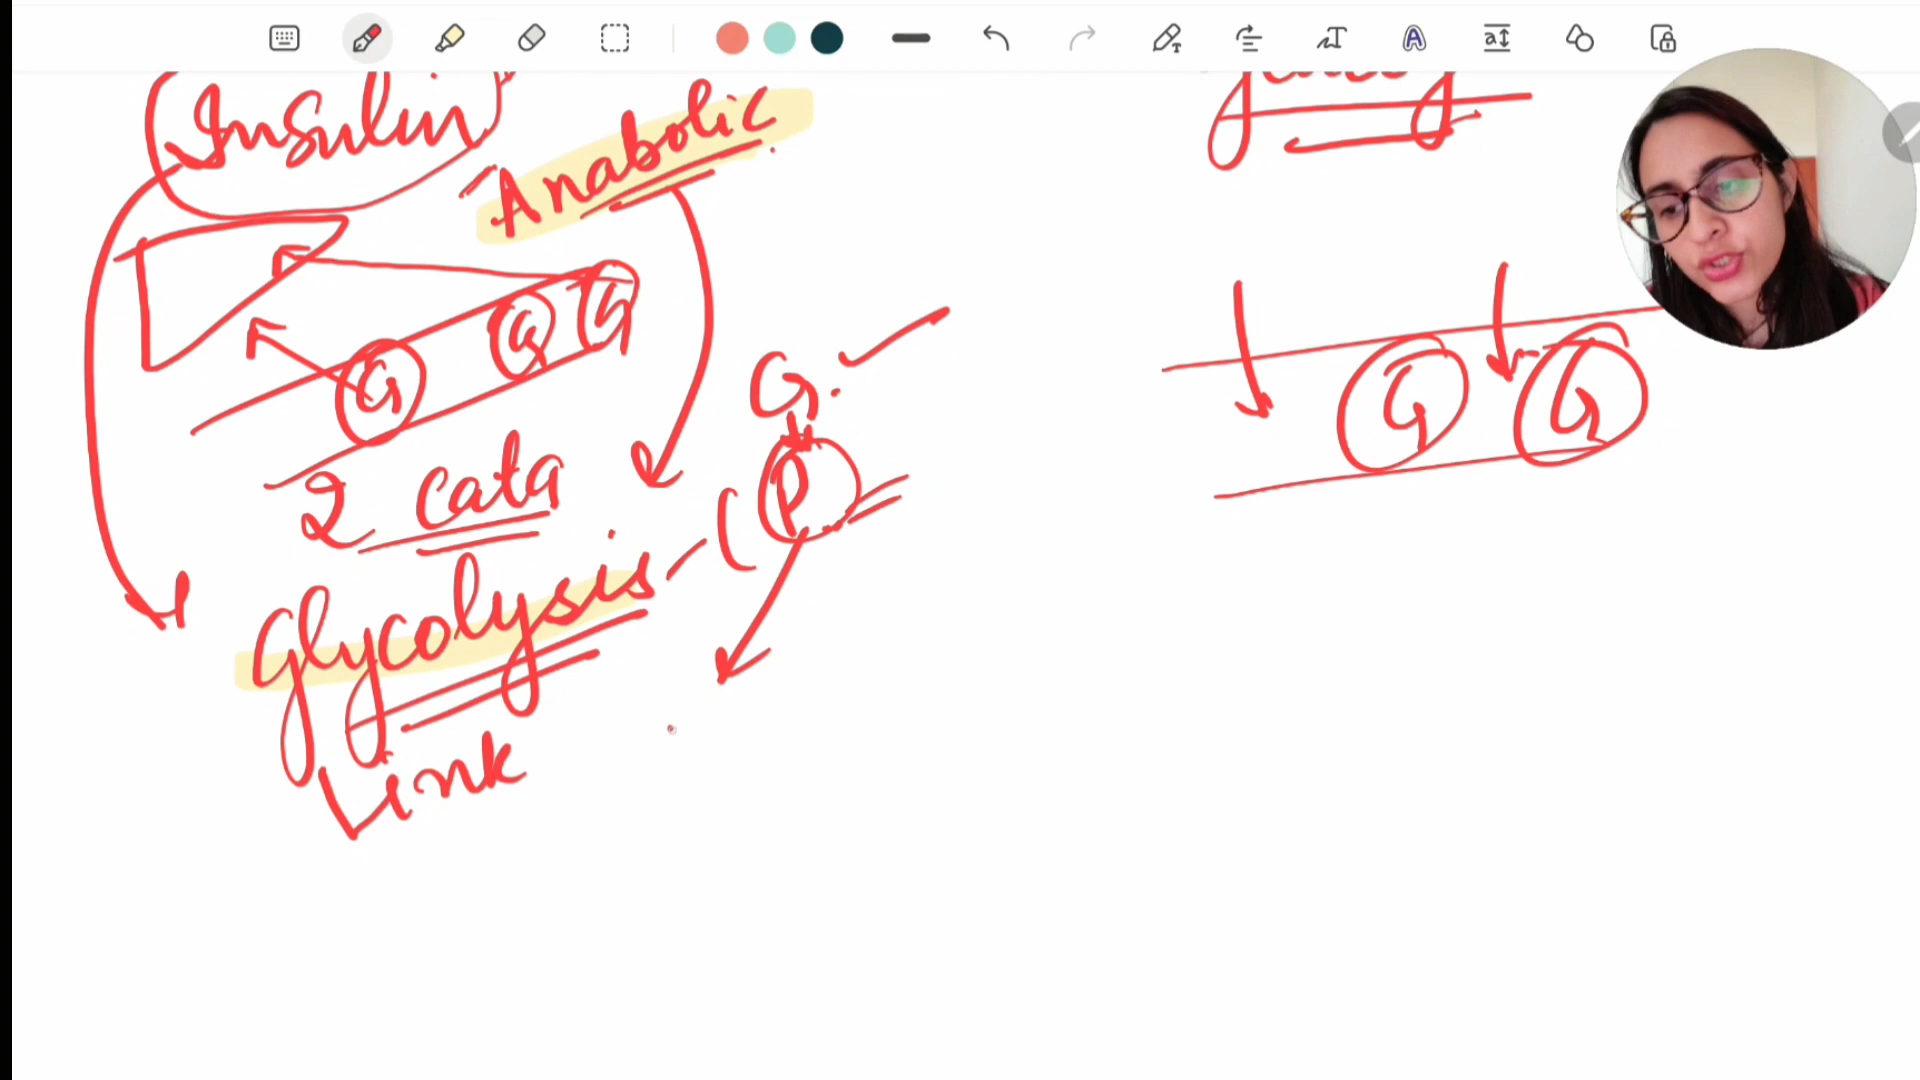 Insulin
Anabolic
G G G
G.
P
2 cata
Glycolysis - (
Link
G G